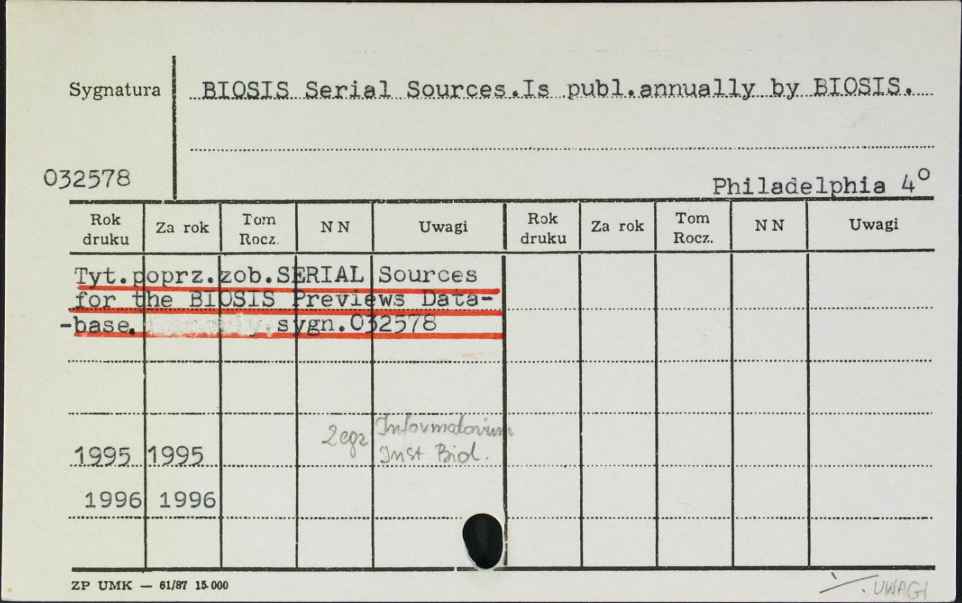 Sygnatura BIOSIS Serial Sources.Is publ.annually by BIOSIS.
032578 Philadelphia 4°
Rok druku Za rok Tom Rocz. NN Uwagi Rok druku Za rok Tom Rocz. NN Uwagi
Tyt.poprz.zob.SERIAL Sources
for the BIOSIS Previews Data-
-base. sygn.032578
2egz Informatorium
1995 1995 Inst Biol.
1996 1996
ZP UMK — 61/87 15.000
UWAGI